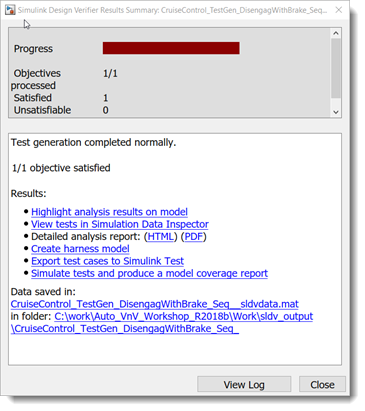 Simulink Design Verifier Results Summary: CruiseControl_TestGen_DisengagWithBrake_Seq_...
Progress
Objectives processed 1/1
Satisfied 1
Unsatisfiable 0
Test generation completed normally.
1/1 objective satisfied
Results:
• Highlight analysis results on model
• View tests in Simulation Data Inspector
• Detailed analysis report: (HTML) (PDF)
• Create harness model
• Export test cases to Simulink Test
• Simulate tests and produce a model coverage report
Data saved in:
CruiseControl_TestGen_DisengagWithBrake_Seq__sldvdata.mat
in folder: C:\work\Auto_VnV_Workshop_R2018b\Work\sldv_output
\CruiseControl_TestGen_DisengagWithBrake_Seq_
View Log Close